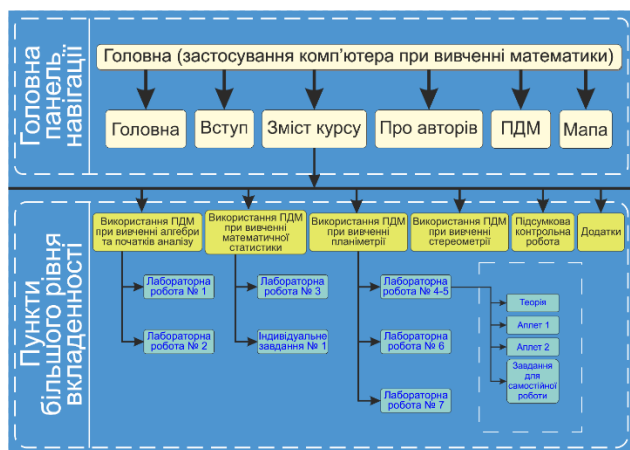 Головна
панель
навігації
Головна (застосування комп'ютера при вивченні математики)
Головна
Вступ
Зміст курсу
Про авторів
ПДМ
Мапа
Пункти
більшого рівня
вкладенності
Використання ПДМ
при вивченні алгебри
та початків аналізу
Використання ПДМ
при вивченні
математичної
статистики
Використання ПДМ
при вивченні
планіметрії
Використання ПДМ
при вивченні
стереометрії
Підсумкова
контрольна
робота
Додатки
Лабораторна
робота № 1
Лабораторна
робота № 2
Лабораторна
робота № 3
Індивідуальне
завдання № 1
Лабораторна
робота № 4-5
Лабораторна
робота № 6
Лабораторна
робота № 7
Теорія
Аплет 1
Аплет 2
Завдання для
самостійної
роботи